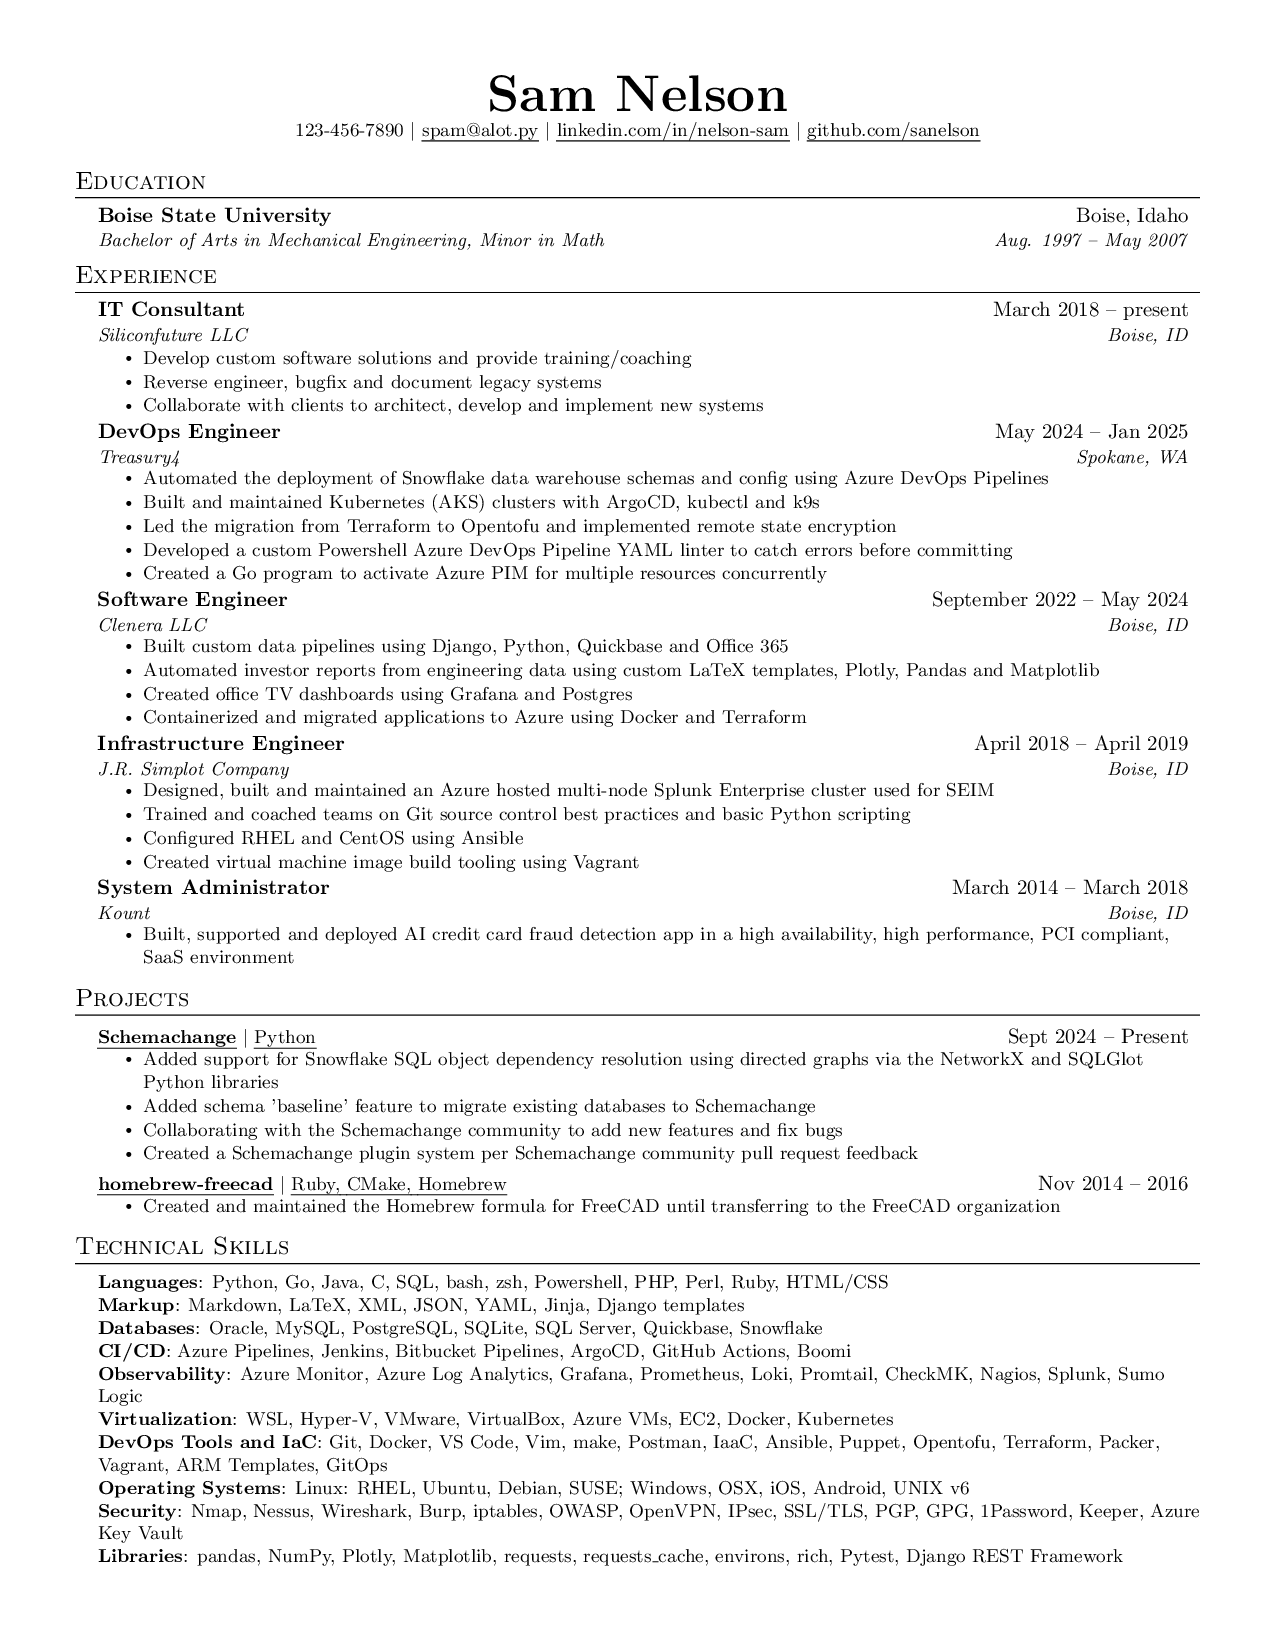 Sam Nelson
123-456-7890 | spam@alot.py | linkedin.com/in/nelson-sam | github.com/sanelson
Education
Boise State University Boise, Idaho
Bachelor of Arts in Mechanical Engineering, Minor in Math Aug. 1997 – May 2007
Experience
IT Consultant March 2018 – present
Siliconfuture LLC Boise, ID
• Develop custom software solutions and provide training/coaching
• Reverse engineer, bugfix and document legacy systems
• Collaborate with clients to architect, develop and implement new systems
DevOps Engineer May 2024 – Jan 2025
Treasury4 Spokane, WA
• Automated the deployment of Snowflake data warehouse schemas and config using Azure DevOps Pipelines
• Built and maintained Kubernetes (AKS) clusters with ArgoCD, kubectl and k9s
• Led the migration from Terraform to Opentofu and implemented remote state encryption
• Developed a custom Powershell Azure DevOps Pipeline YAML linter to catch errors before committing
• Created a Go program to activate Azure PIM for multiple resources concurrently
Software Engineer September 2022 – May 2024
Clenera LLC Boise, ID
• Built custom data pipelines using Django, Python, Quickbase and Office 365
• Automated investor reports from engineering data using custom LaTeX templates, Plotly, Pandas and Matplotlib
• Created office TV dashboards using Grafana and Postgres
• Containerized and migrated applications to Azure using Docker and Terraform
Infrastructure Engineer April 2018 – April 2019
J.R. Simplot Company Boise, ID
• Designed, built and maintained an Azure hosted multi-node Splunk Enterprise cluster used for SEIM
• Trained and coached teams on Git source control best practices and basic Python scripting
• Configured RHEL and CentOS using Ansible
• Created virtual machine image build tooling using Vagrant
System Administrator March 2014 – March 2018
Kount Boise, ID
• Built, supported and deployed AI credit card fraud detection app in a high availability, high performance, PCI compliant,
SaaS environment
Projects
Schemachange | Python Sept 2024 – Present
• Added support for Snowflake SQL object dependency resolution using directed graphs via the NetworkX and SQLGlot
Python libraries
• Added schema 'baseline' feature to migrate existing databases to Schemachange
• Collaborating with the Schemachange community to add new features and fix bugs
• Created a Schemachange plugin system per Schemachange community pull request feedback
homebrew-freecad | Ruby, CMake, Homebrew Nov 2014 – 2016
• Created and maintained the Homebrew formula for FreeCAD until transferring to the FreeCAD organization
Technical Skills
Languages: Python, Go, Java, C, SQL, bash, zsh, Powershell, PHP, Perl, Ruby, HTML/CSS
Markup: Markdown, LaTeX, XML, JSON, YAML, Jinja, Django templates
Databases: Oracle, MySQL, PostgreSQL, SQLite, SQL Server, Quickbase, Snowflake
CI/CD: Azure Pipelines, Jenkins, Bitbucket Pipelines, ArgoCD, GitHub Actions, Boomi
Observability: Azure Monitor, Azure Log Analytics, Grafana, Prometheus, Loki, Promtail, CheckMK, Nagios, Splunk, Sumo
Logic
Virtualization: WSL, Hyper-V, VMware, VirtualBox, Azure VMs, EC2, Docker, Kubernetes
DevOps Tools and IaC: Git, Docker, VS Code, Vim, make, Postman, IaaC, Ansible, Puppet, Opentofu, Terraform, Packer,
Vagrant, ARM Templates, GitOps
Operating Systems: Linux: RHEL, Ubuntu, Debian, SUSE; Windows, OSX, iOS, Android, UNIX v6
Security: Nmap, Nessus, Wireshark, Burp, iptables, OWASP, OpenVPN, IPsec, SSL/TLS, PGP, GPG, 1Password, Keeper, Azure
Key Vault
Libraries: pandas, NumPy, Plotly, Matplotlib, requests, requests_cache, environs, rich, Pytest, Django REST Framework